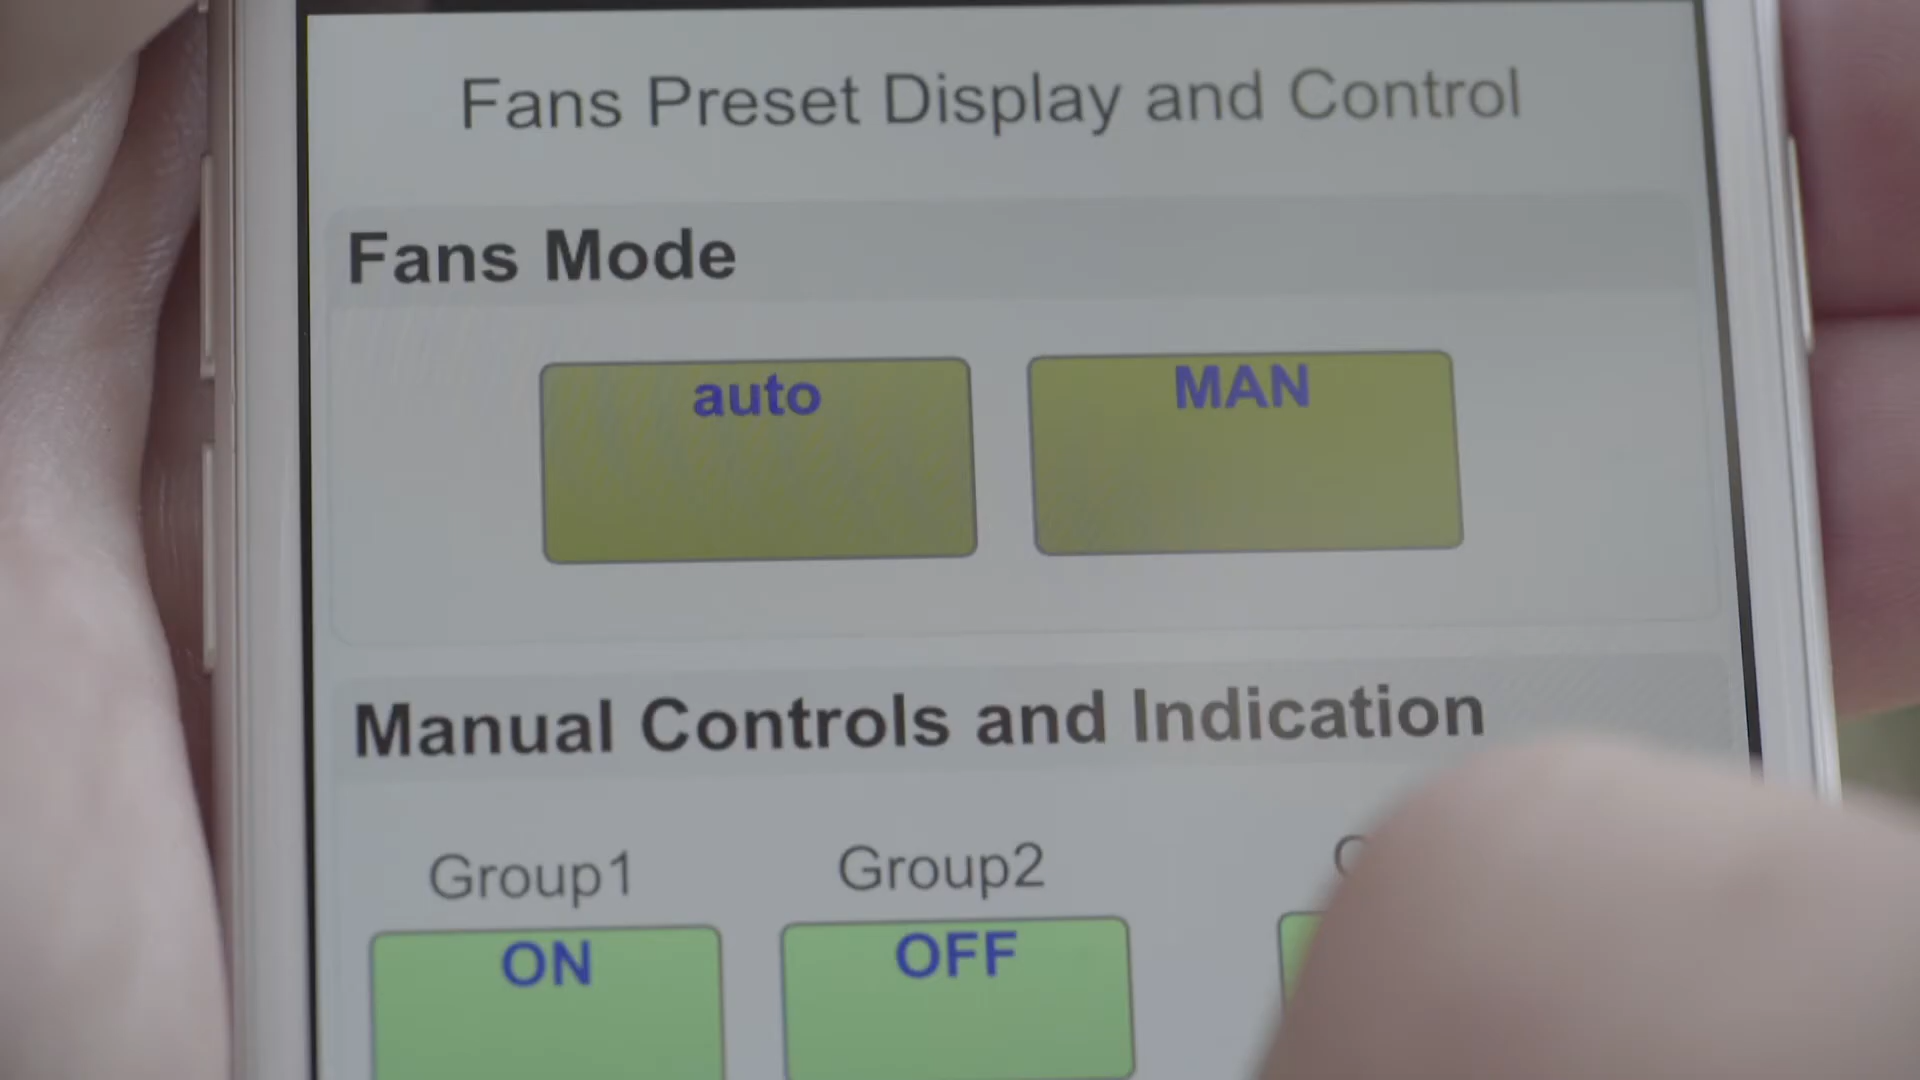 Fans Preset Display and Control
Fans Mode
auto MAN
Manual Controls and Indication
Group1 Group2
ON OFF